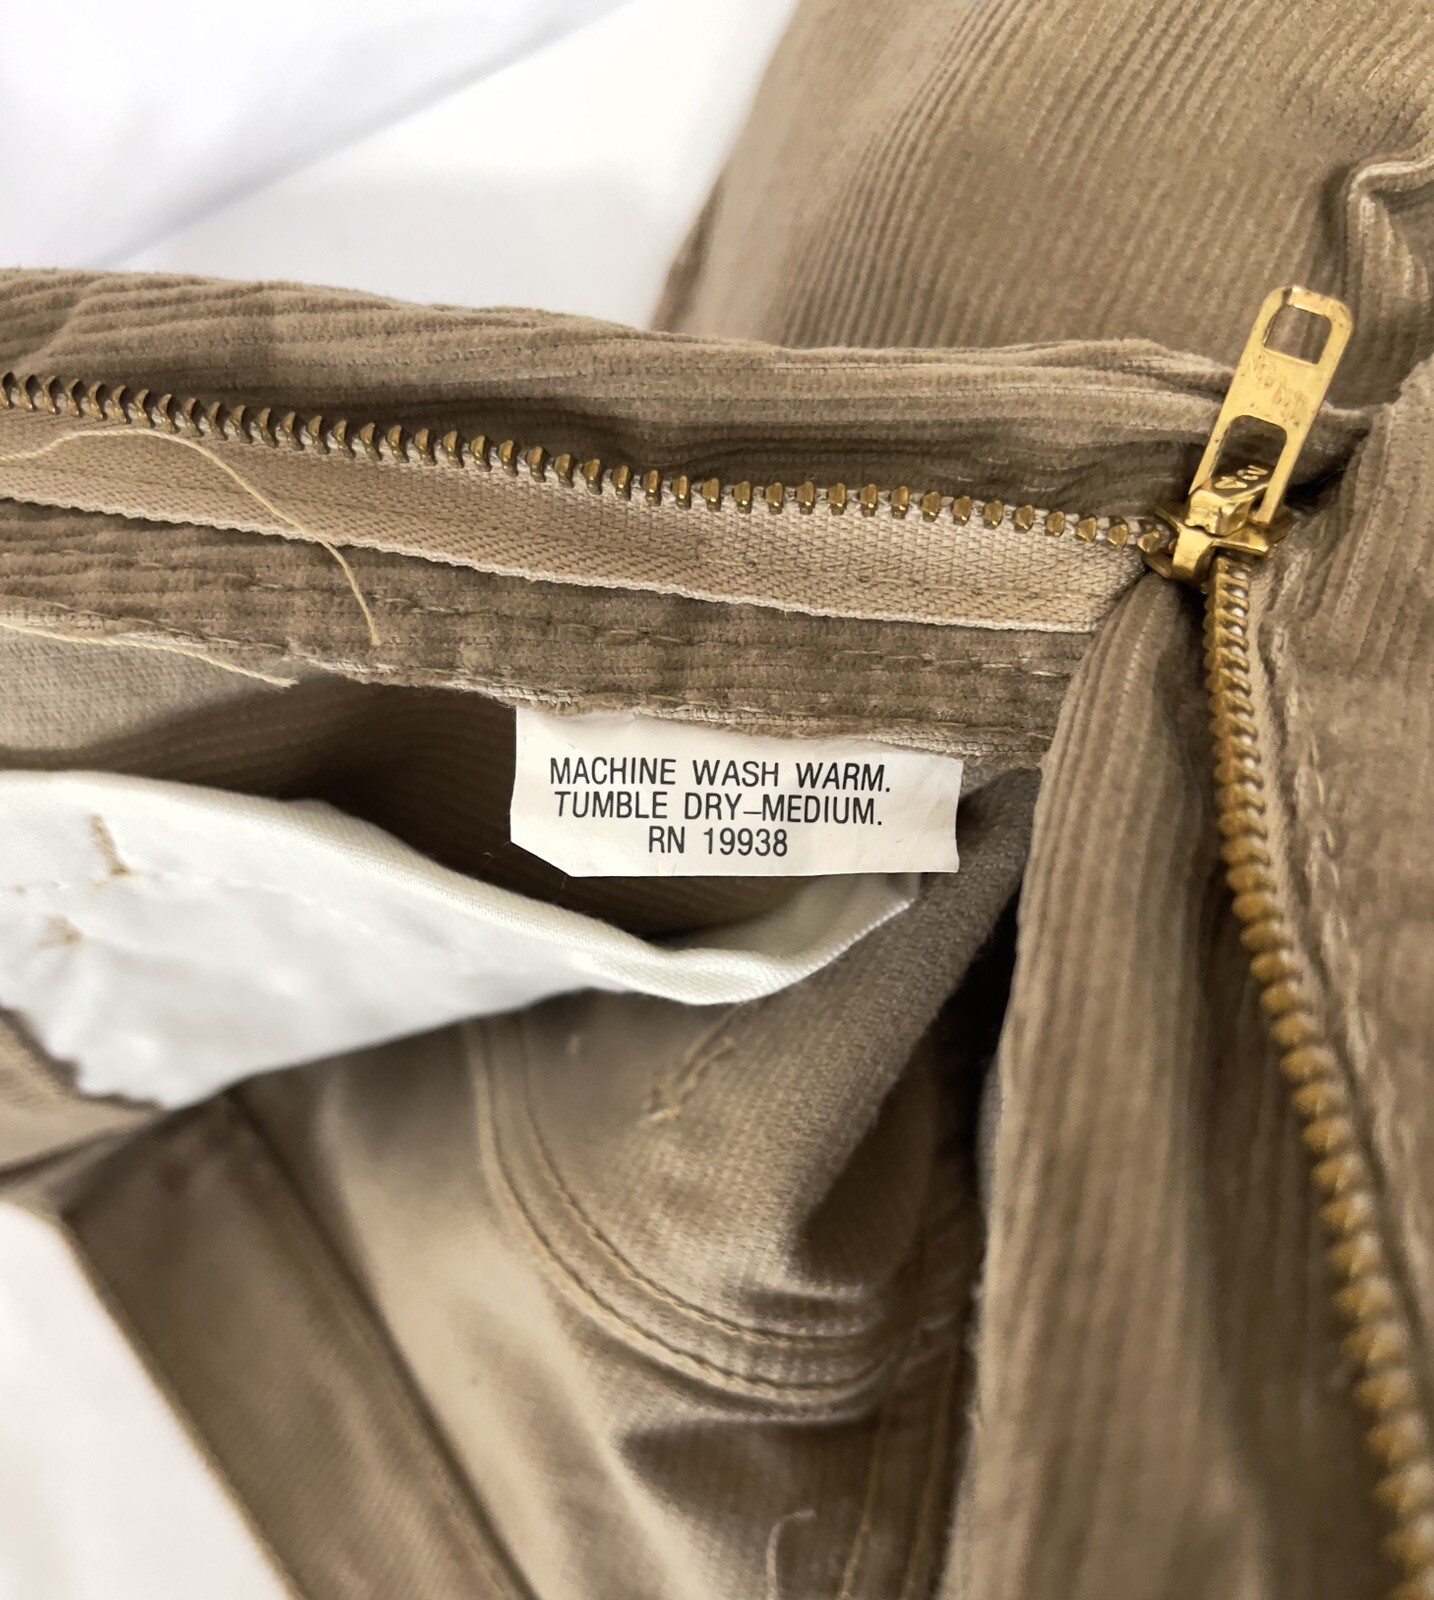 MACHINE WASH WARM.
TUMBLE DRY–MEDIUM.
RN 19938